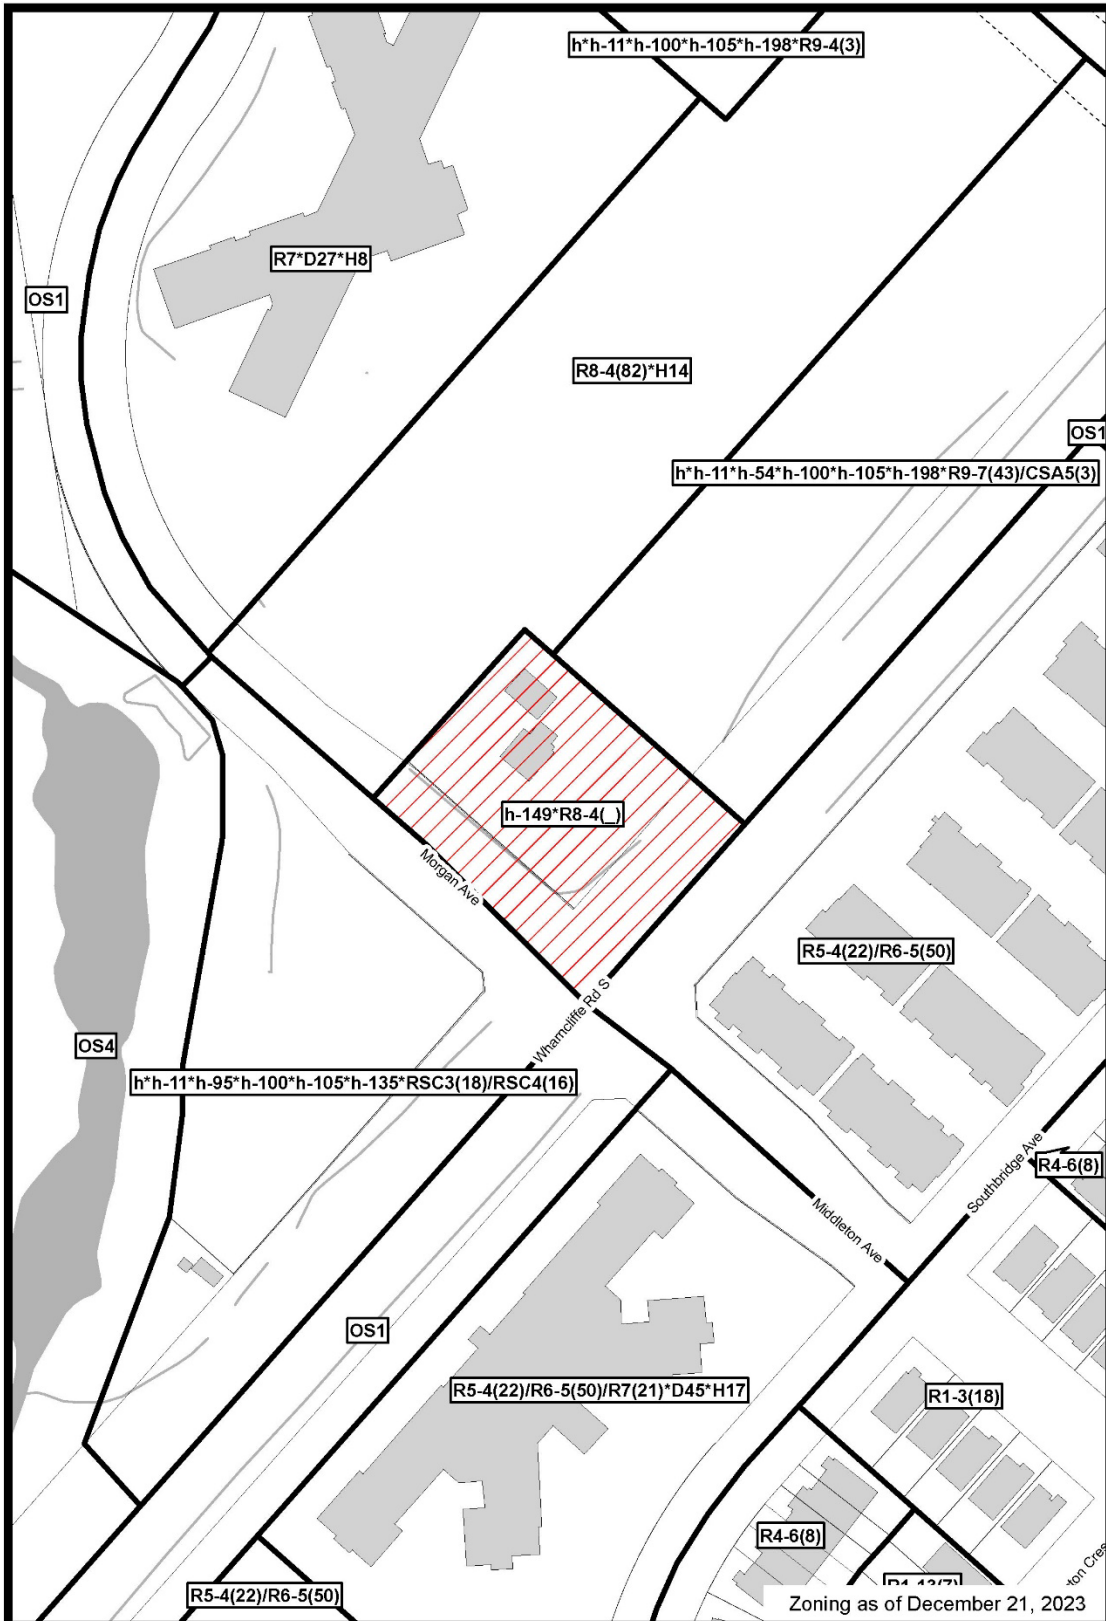 h*h-11*h-100*h-105*h-198*R9-4(3)
R7*D27*H8
OS1
R8-4(82)*H14
OS1
h*h-11*h-54*h-100*h-105*h-198*R9-7(43)/CSA5(3)
h-149*R8-4(_)
Morgan Ave
R5-4(22)/R6-5(50)
Wharncliffe Rd S
OS4
h*h-11*h-95*h-100*h-105*h-135*RSC3(18)/RSC4(16)
Southbridge Ave
R4-6(8)
Middleton Ave
OS1
R5-4(22)/R6-5(50)/R7(21)*D45*H17
R1-3(18)
R4-6(8)
R5-4(22)/R6-5(50)
Zoning as of December 21, 2023